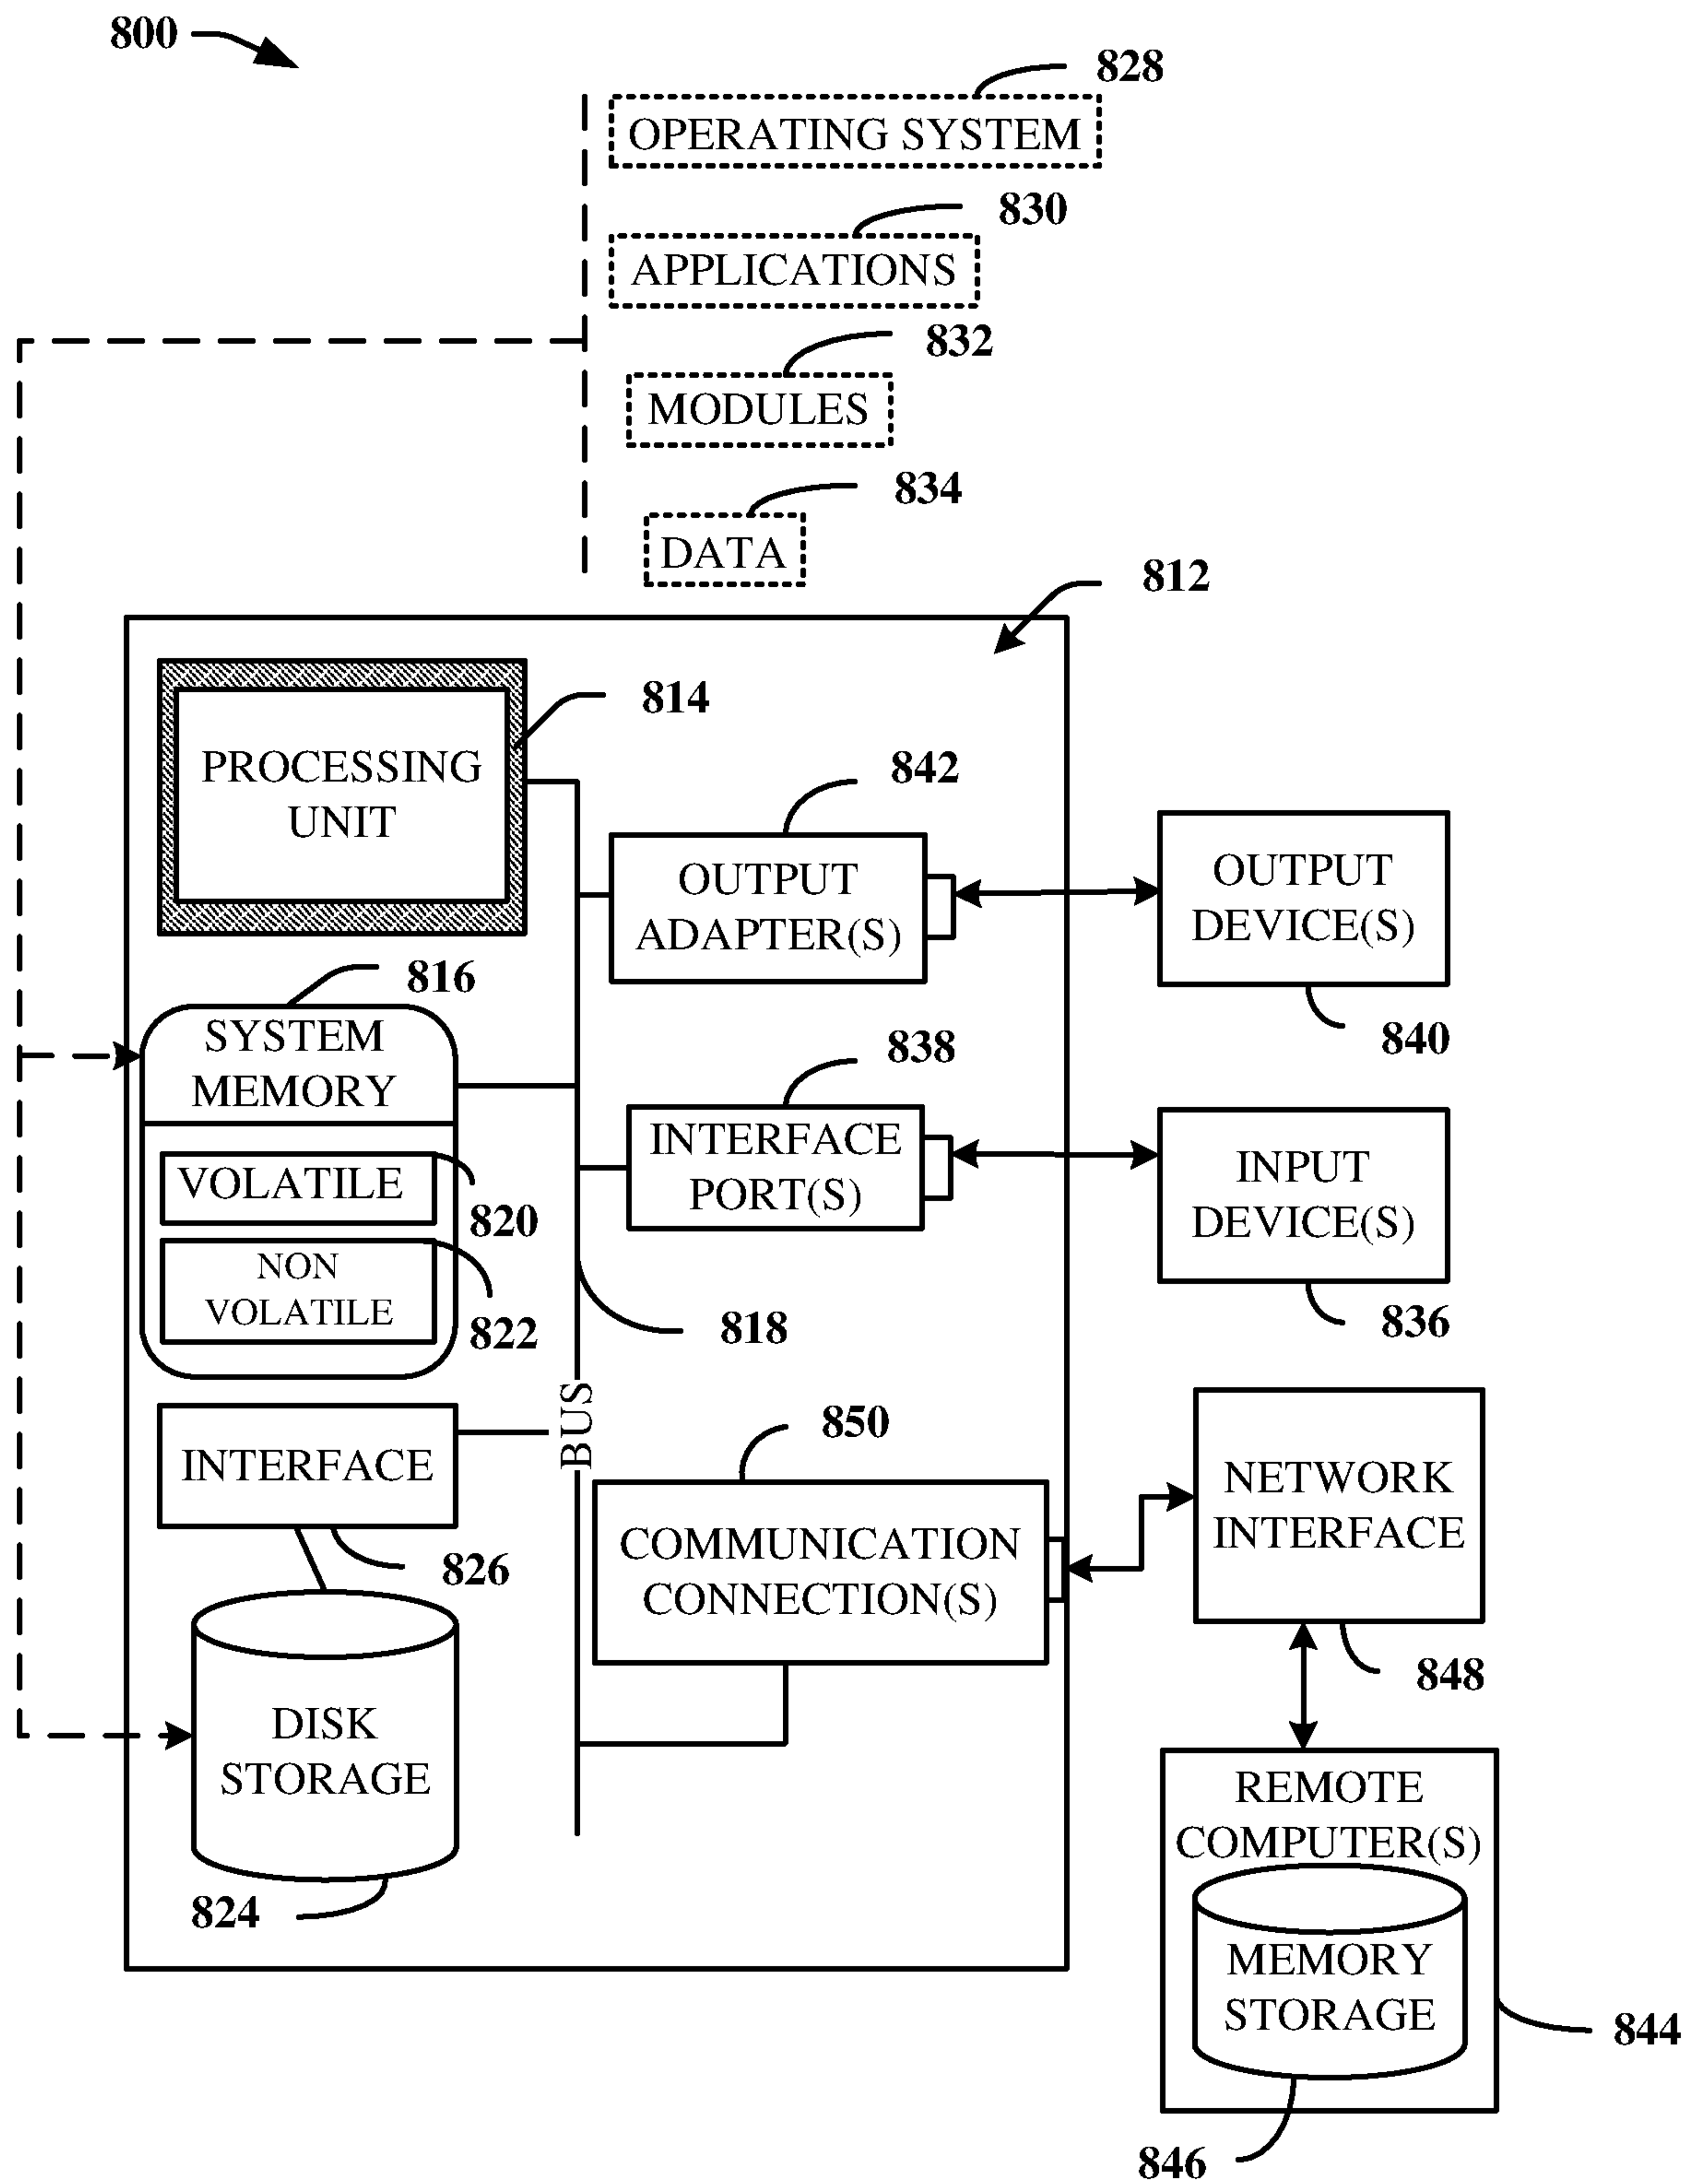 800
828
OPERATING SYSTEM
830
APPLICATIONS
832
MODULES
834
DATA
812
814
PROCESSING
UNIT
842
OUTPUT
ADAPTER(S)
OUTPUT
DEVICE(S)
840
816
SYSTEM
MEMORY
838
INTERFACE
PORT(S)
INPUT
DEVICE(S)
836
VOLATILE
820
NON
VOLATILE
822
818
BUS
INTERFACE
826
850
COMMUNICATION
CONNECTION(S)
NETWORK
INTERFACE
848
DISK
STORAGE
824
REMOTE
COMPUTER(S)
MEMORY
STORAGE
844
846